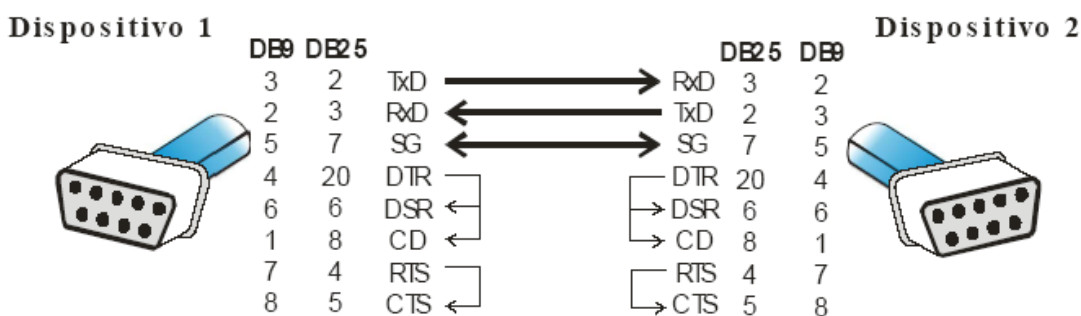 Dispositivo 1 Dispositivo 2
DB9 DB25 DB25 DB9
3 2 TxD RxD 3 2
2 3 RxD TxD 2 3
5 7 SG SG 7 5
4 20 DTR DTR 20 4
6 6 DSR DSR 6 6
1 8 CD CD 8 1
7 4 RTS RTS 4 7
8 5 CTS CTS 5 8